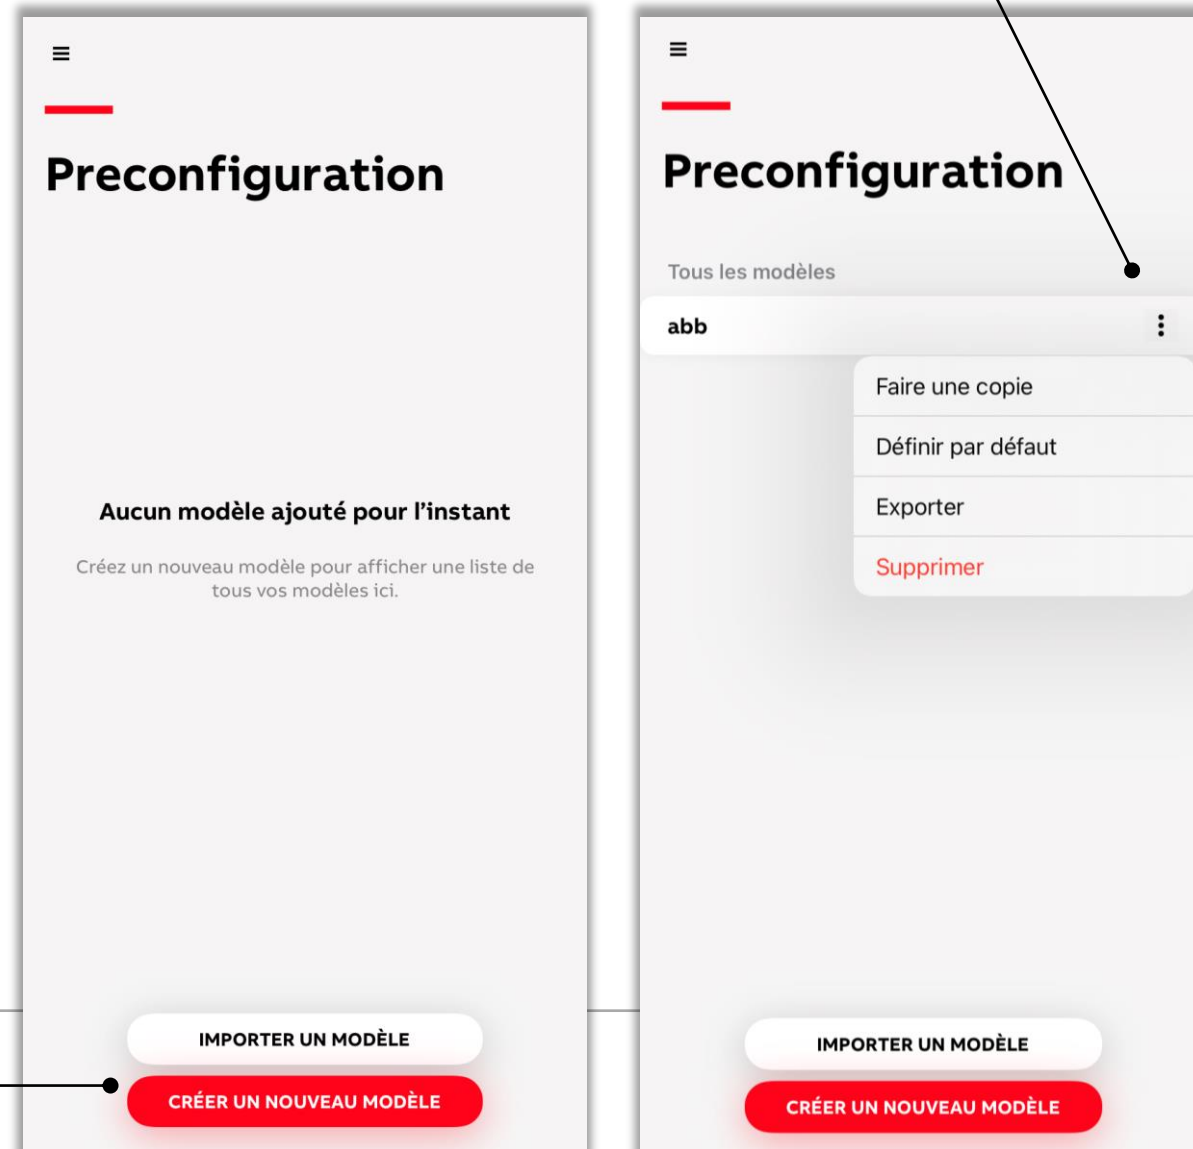 Preconfiguration
Aucun modèle ajouté pour l'instant
Créez un nouveau modèle pour afficher une liste de
tous vos modèles ici.
IMPORTER UN MODÈLE
CRÉER UN NOUVEAU MODÈLE
Preconfiguration
Tous les modèles
abb
Faire une copie
Définir par défaut
Exporter
Supprimer
IMPORTER UN MODÈLE
CRÉER UN NOUVEAU MODÈLE